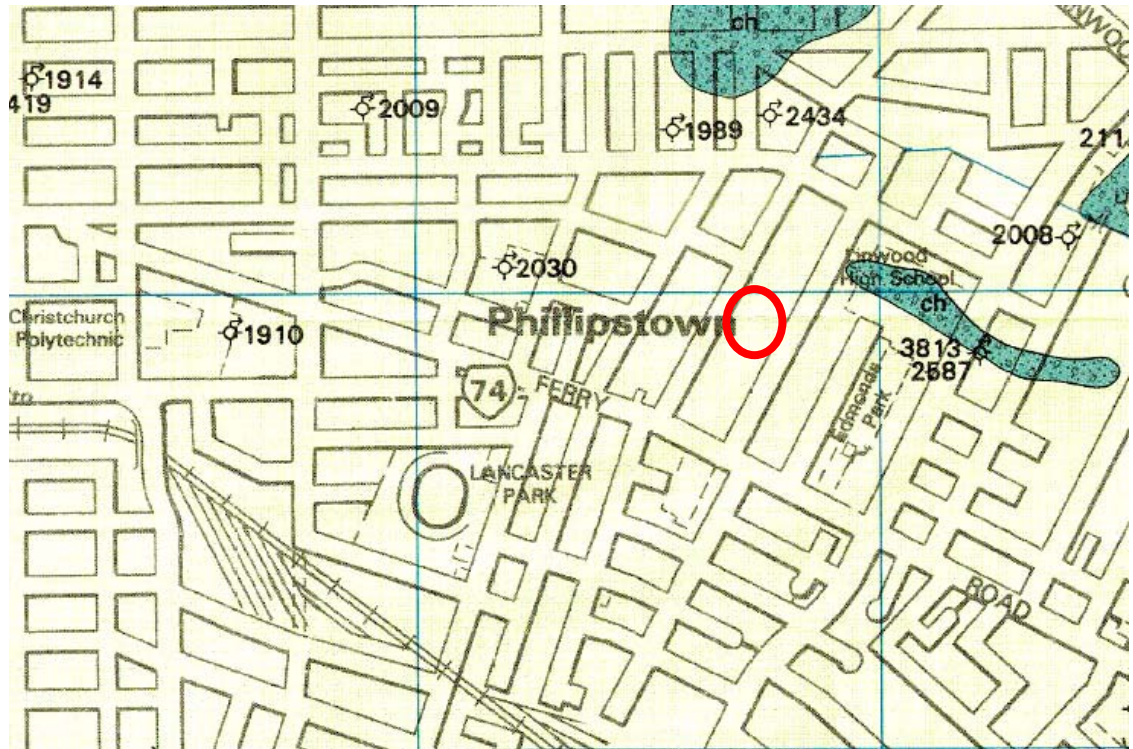 ch
1914
419
2009
1989
2434
211
2008
2030
Linwood
High School
ch
Christchurch
Polytechnic
1910
Phillipstown
3813
2587
74
FERRY
Edmonds
Park
LANCASTER
PARK
ROAD